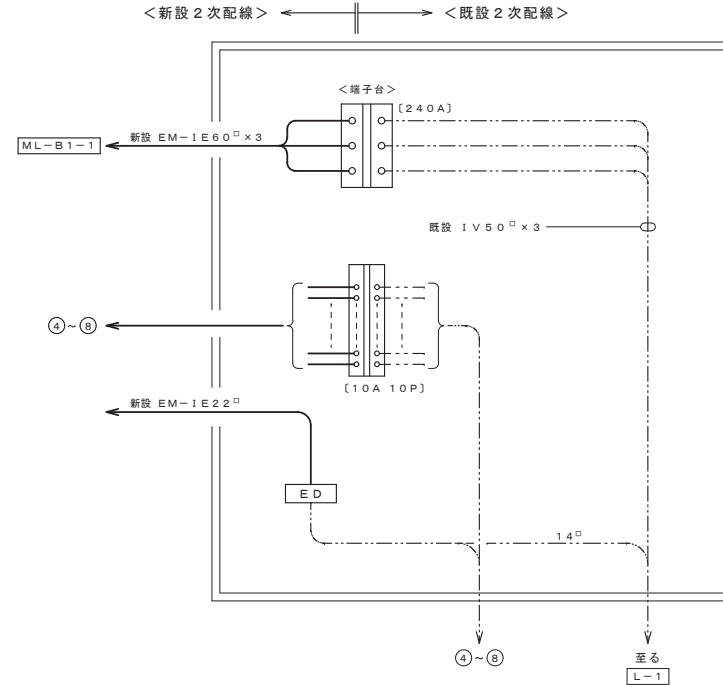 ＜新設２次配線＞ ＜既設２次配線＞
＜端子台＞
〔２４０Ａ〕
新設 ＥＭ－ＩＥ６０□×３
ＭＬ－Ｂ１－１
既設 ＩＶ５０□×３
④～⑧
〔１０Ａ １０Ｐ〕
新設 ＥＭ－ＩＥ２２□
ＥＤ
１４□
④～⑧
至る
Ｌ－１